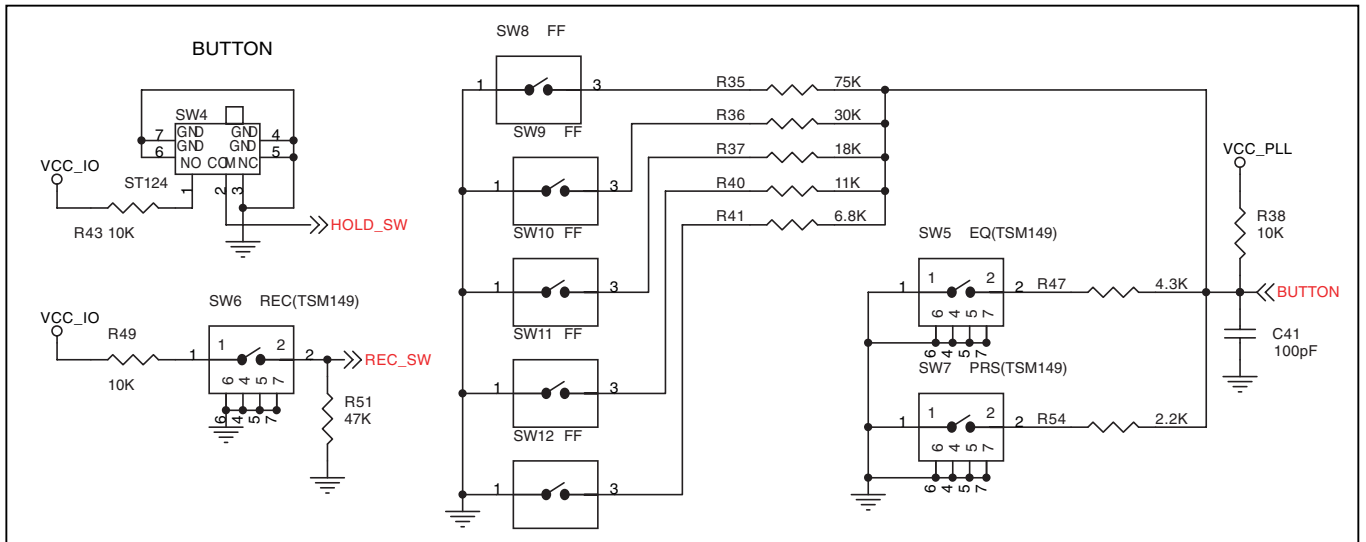 BUTTON
SW4
GND GND
GND GND
7 4
6 5
NO COM NC
1 2 3
VCC_IO
ST124
R43 10K
HOLD_SW
SW6 REC(TSM149)
VCC_IO
R49
10K
1 1 2 2
6 4 5 7
6 4 5 7
REC_SW
R51
47K
SW8 FF
1 3
R35 75K
SW9 FF
R36 30K
1 3
R37 18K
SW10 FF
R40 11K
1 3
R41 6.8K
SW11 FF
1 3
SW12 FF
1 3
SW5 EQ(TSM149)
1 1 2 2
R47 4.3K
6 4 5 7
6 4 5 7
SW7 PRS(TSM149)
1 1 2 2
R54 2.2K
6 4 5 7
6 4 5 7
VCC_PLL
R38
10K
BUTTON
C41
100pF